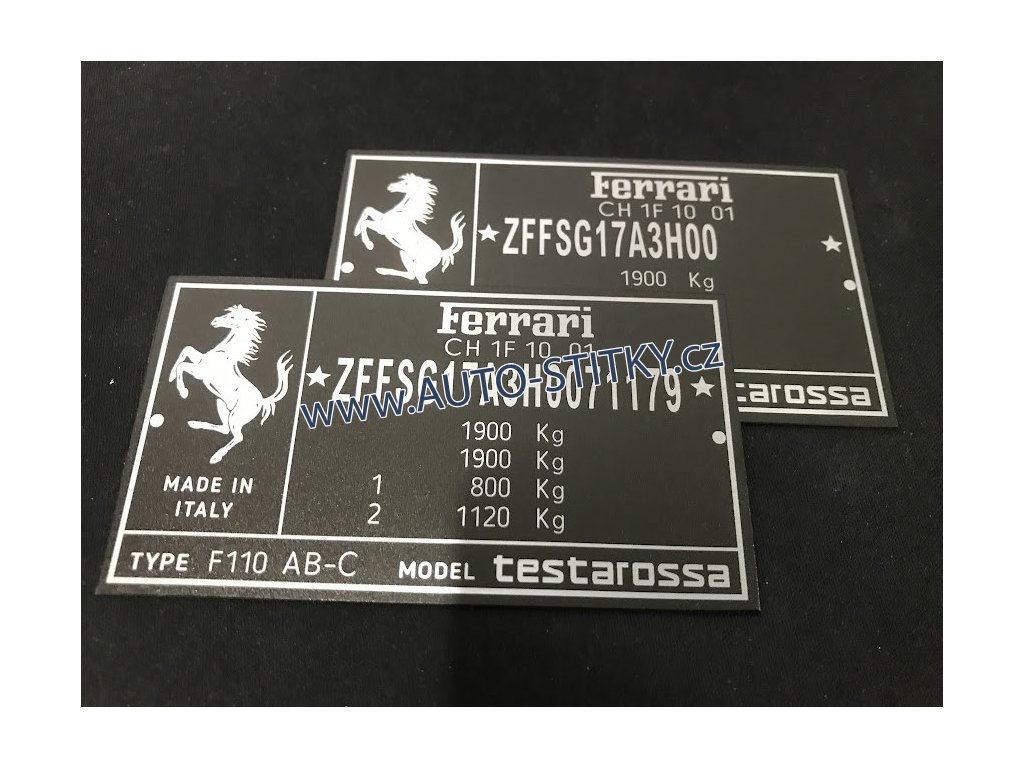 Ferrari
CH 1F 10 01
★ZFFSG17A3H00 ★
1900 Kg
tarossa
Ferrari
CH 1F 10 01
★ZFFSG17A3H0071179★
www.AUTO-STITKY.cz
1900 Kg
1900 Kg
1 800 Kg
2 1120 Kg
MADE IN
ITALY
TYPE F110 AB-C MODEL testarossa